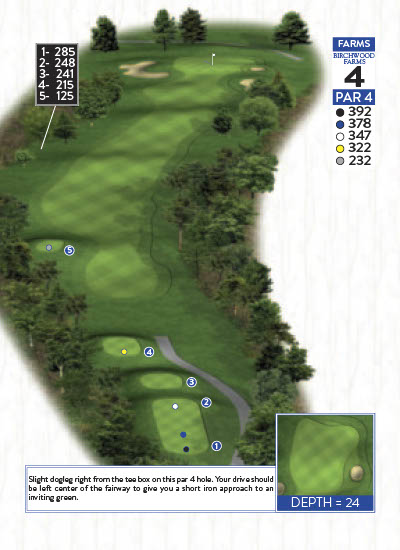 FARMS
BIRCHWOOD
FARMS
4
PAR 4
392
378
347
322
232
1- 285
2- 248
3- 241
4- 215
5- 125
5
4
3
2
1
Slight dogleg right from the tee box on this par 4 hole. Your drive should
be left center of the fairway to give you a short iron approach to an
inviting green.
DEPTH = 24